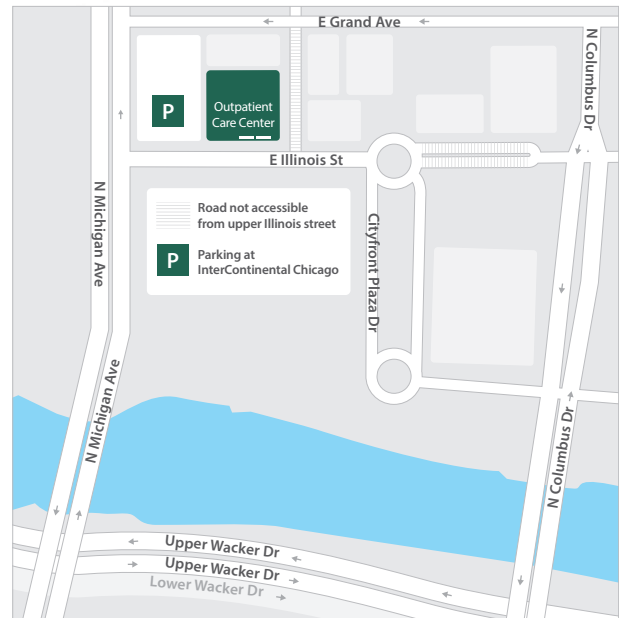 E Grand Ave
N Columbus Dr
P
Outpatient
Care Center
E Illinois St
N Michigan Ave
Road not accessible
from upper Illinois street
P
Parking at
InterContinental Chicago
Cityfront Plaza Dr
N Michigan Ave
N Columbus Dr
Upper Wacker Dr
Upper Wacker Dr
Lower Wacker Dr